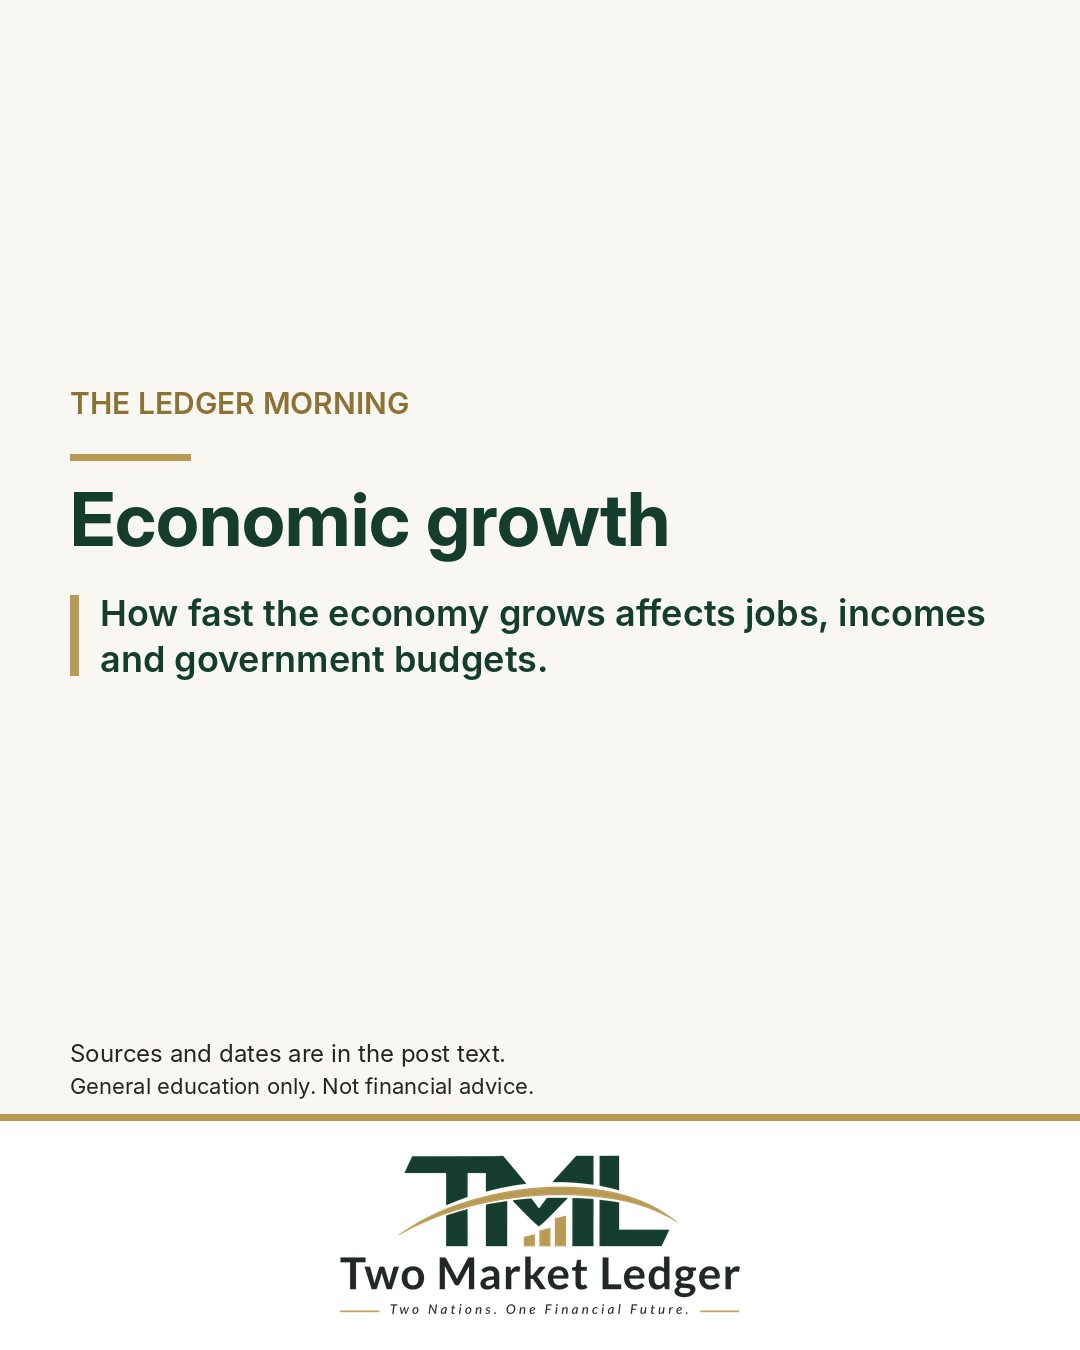 THE LEDGER MORNING
Economic growth
How fast the economy grows affects jobs, incomes
and government budgets.
Sources and dates are in the post text.
General education only. Not financial advice.
TML
Two Market Ledger
Two Nations. One Financial Future.